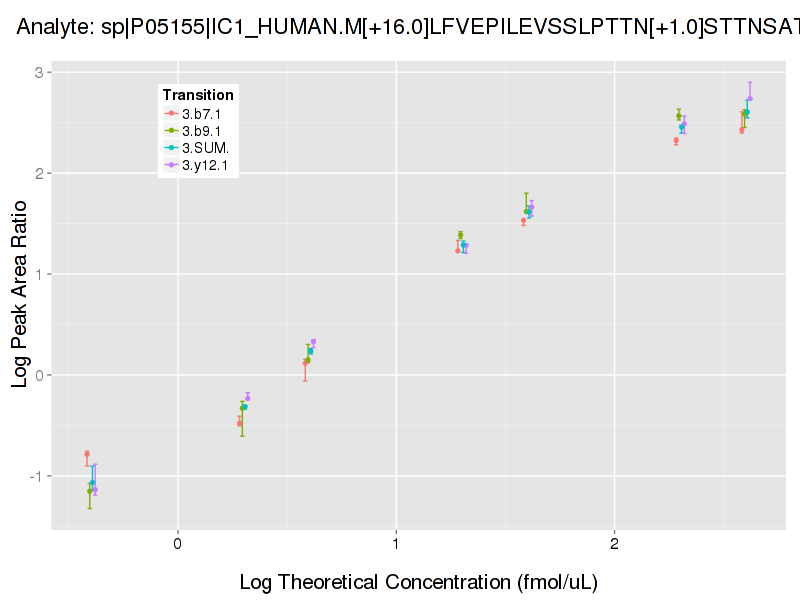 Analyte: sp|P05155|IC1_HUMAN.M[+16.0]LFVEPILEVSSLPTTN[+1.0]STTNSAT
3
2
1
0
-1
Log Peak Area Ratio
Transition
3.b7.1
3.b9.1
3.SUM.
3.y12.1
0
1
2
Log Theoretical Concentration (fmol/uL)